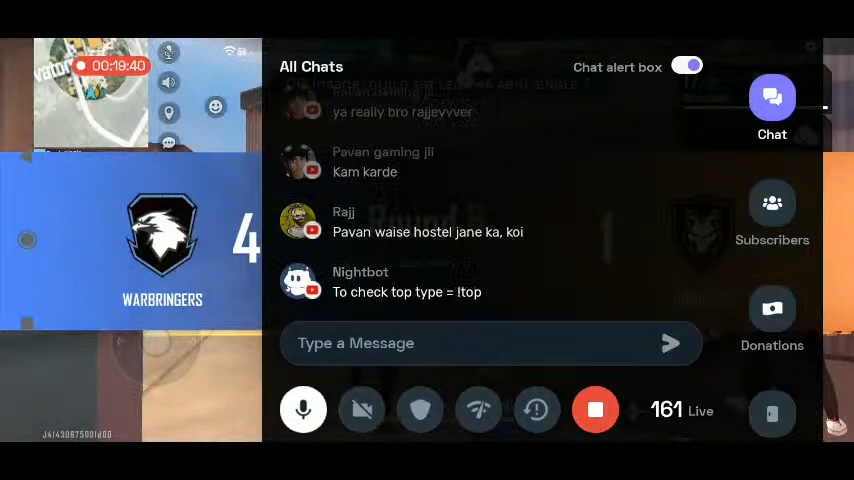 00:19:40
56
All Chats
Chat alert box
ya really bro rajjeyvver
Chat
Pavan gaming jii
Kam karde
Rajj
Pavan waise hostel jane ka, koi
Subscribers
4
Nightbot
To check top type = !top
WARBRINGERS
Type a Message
Donations
161 Live